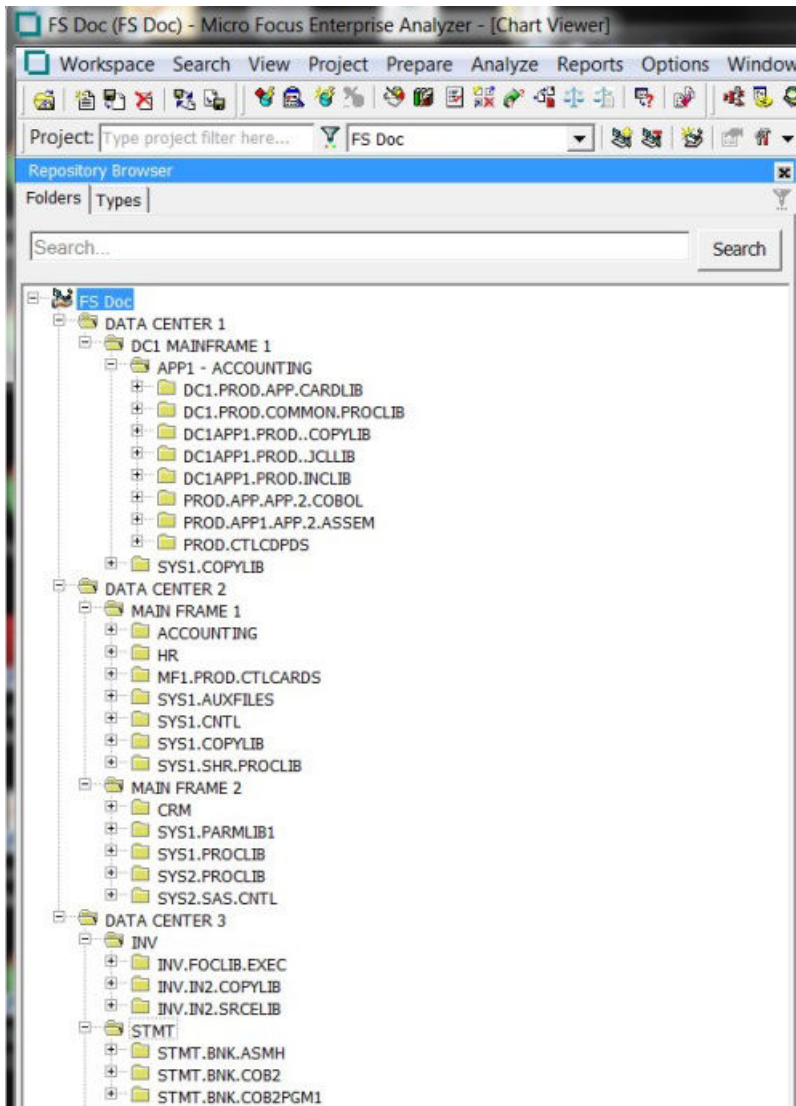 FS Doc (FS Doc) - Micro Focus Enterprise Analyzer - [Chart Viewer]
Workspace Search View Project Prepare Analyze Reports Options Window
Project: Type project filter here... FS Doc
Repository Browser
Folders Types
Search... Search
FS Doc
DATA CENTER 1
DC1 MAINFRAME 1
APP1 - ACCOUNTING
DC1.PROD.APP.CARDLIB
DC1.PROD.COMMON.PROCLIB
DC1APP1.PROD..COPYLIB
DC1APP1.PROD..JCLLIB
DC1APP1.PROD.INCLIB
PROD.APP.APP.2.COBOL
PROD.APP1.APP.2.ASSEM
PROD.CTLCDPDS
SYS1.COPYLIB
DATA CENTER 2
MAIN FRAME 1
ACCOUNTING
HR
MF1.PROD.CTLCARDS
SYS1.AUXFILES
SYS1.CNTL
SYS1.COPYLIB
SYS1.SHR.PROCLIB
MAIN FRAME 2
CRM
SYS1.PARMLIB1
SYS1.PROCLIB
SYS2.PROCLIB
SYS2.SAS.CNTL
DATA CENTER 3
INV
INV.FOCLIB.EXEC
INV.IN2.COPYLIB
INV.IN2.SRCELIB
STMT
STMT.BNK.ASMH
STMT.BNK.COB2
STMT.BNK.COB2PGM1